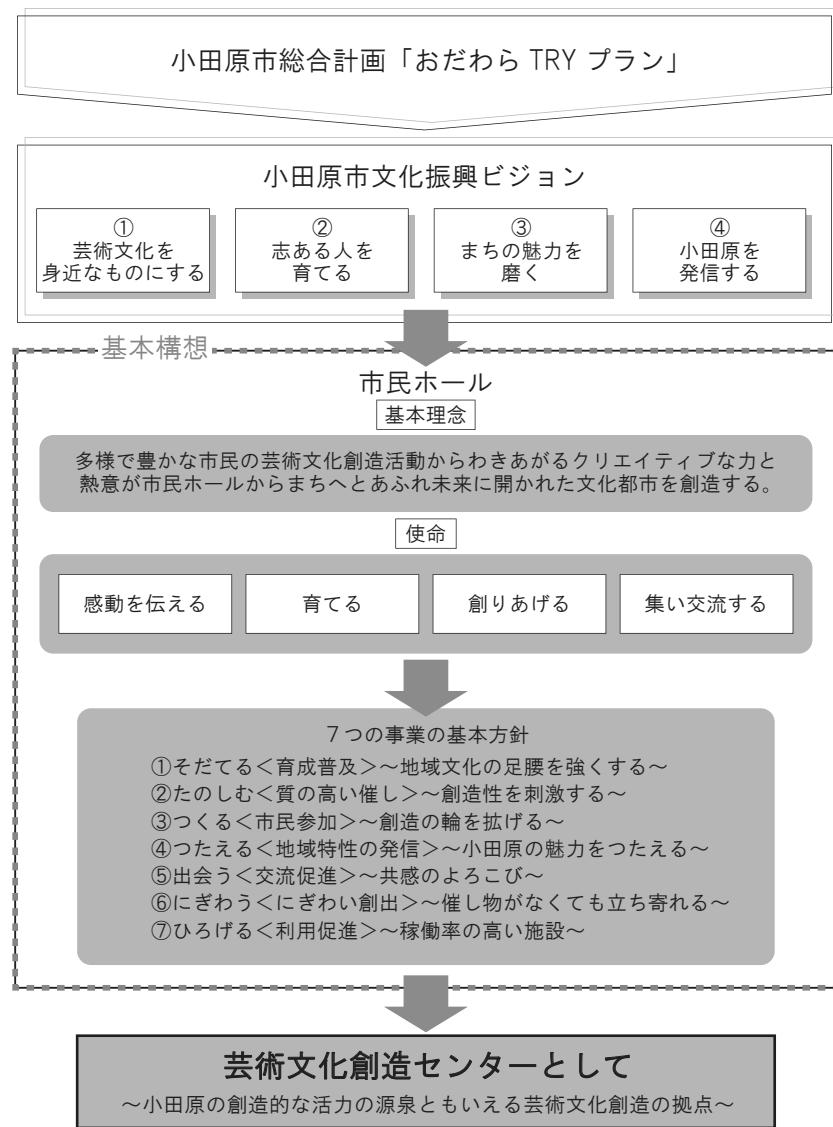 小田原市総合計画「おだわら TRY プラン」
小田原市文化振興ビジョン
①
芸術文化を
身近なものにする
②
志ある人を
育てる
③
まちの魅力を
磨く
④
小田原を
発信する
基本構想
市民ホール
基本理念
多様で豊かな市民の芸術文化創造活動からわきあがるクリエイティブな力と
熱意が市民ホールからまちへとあふれ未来に開かれた文化都市を創造する。
使命
感動を伝える
育てる
創りあげる
集い交流する
7つの事業の基本方針
①そだてる<育成普及>~地域文化の足腰を強くする~
②たのしむ<質の高い催し>~創造性を刺激する~
③つくる<市民参加>~創造の輪を拡げる~
④つたえる<地域特性の発信>~小田原の魅力をつたえる~
⑤出会う<交流促進>~共感のよろこび~
⑥にぎわう<にぎわい創出>~催し物がなくても立ち寄れる~
⑦ひろげる<利用促進>~稼働率の高い施設~
芸術文化創造センターとして
~小田原の創造的な活力の源泉ともいえる芸術文化創造の拠点~